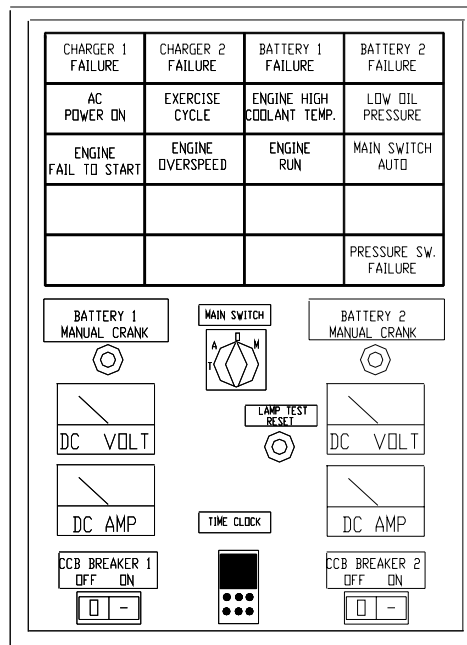 CHARGER 1 FAILURE
CHARGER 2 FAILURE
BATTERY 1 FAILURE
BATTERY 2 FAILURE
AC POWER ON
EXERCISE CYCLE
ENGINE HIGH COOLANT TEMP.
LOW OIL PRESSURE
ENGINE FAIL TO START
ENGINE OVERSPEED
ENGINE RUN
MAIN SWITCH AUTO
PRESSURE SW. FAILURE
BATTERY 1
MANUAL CRANK
MAIN SWITCH
O
A M
T
BATTERY 2
MANUAL CRANK
LAMP TEST
RESET
DC VOLT
DC VOLT
DC AMP
TIME CLOCK
DC AMP
CCB BREAKER 1
OFF ON
0 -
CCB BREAKER 2
OFF ON
0 -